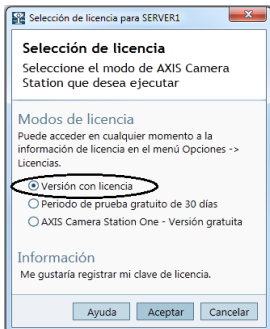 Selección de licencia para SERVER1
Selección de licencia
Seleccione el modo de AXIS Camera
Station que desea ejecutar
Modos de licencia
Puede acceder en cualquier momento a la
información de licencia en el menú Opciones ->
Licencias.
Versión con licencia
Periodo de prueba gratuito de 30 días
AXIS Camera Station One - Versión gratuita
Información
Me gustaría registrar mi clave de licencia.
Ayuda Aceptar Cancelar